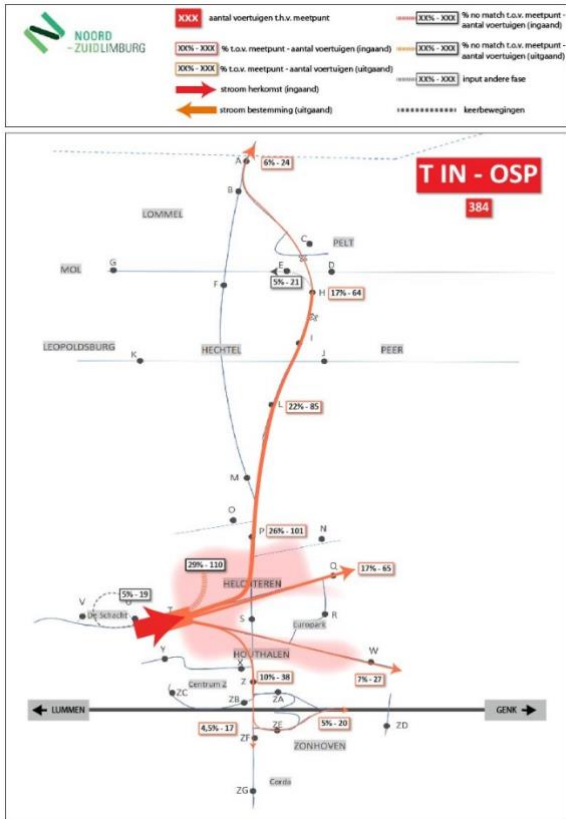 NOORD
-ZUIDLIMBURG
XXX aantal voertuigen t.h.v. meetpunt
XX% - XXX % t.o.v. meetpunt - aantal voertuigen (ingaand)
XX% - XXX % t.o.v. meetpunt - aantal voertuigen (uitgaand)
stroom herkomst (ingaand)
stroom bestemming (uitgaand)
XX% - XXX % no match t.o.v. meetpunt -
aantal voertuigen (ingaand)
XX% - XXX % no match t.o.v. meetpunt -
aantal voertuigen (uitgaand)
XX% - XXX input andere fase
keerbewegingen
T IN - OSP
384
A
6% - 24
B
LOMMEL
C
PELT
MOL
G
E
D
5% - 21
F
H
17% - 64
I
LEOPOLDSBURG
HECHTEL
PEER
K
J
L
22% - 85
M
O
P
26% - 101
N
29% - 110
HELCHTEREN
Q
17% - 65
5% - 19
V
De Schacht
S
R
Europark
HOUTHALEN
Y
X
W
Z
10% - 38
7% - 27
Centrum Z
ZC
ZB
ZA
LUMMEN
GENK
4,5% - 17
5% - 20
ZE
ZD
ZF
ZONHOVEN
ZG
Corda